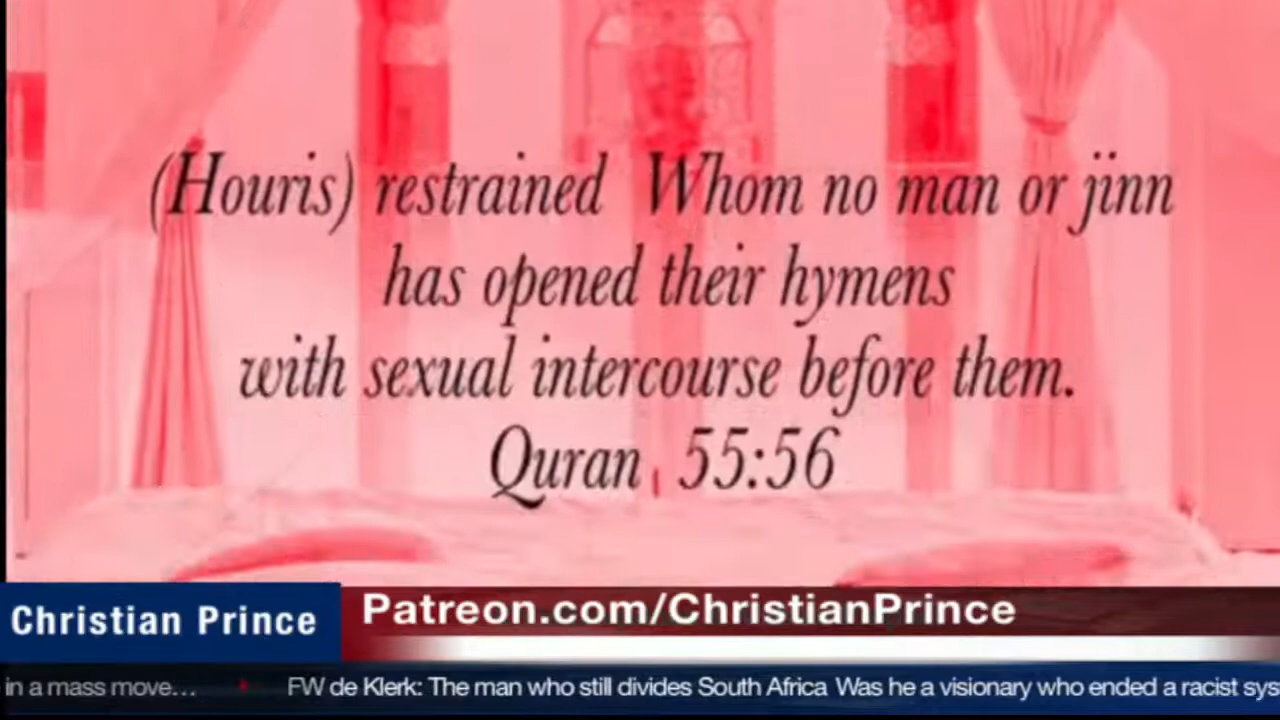 (Houris) restrained Whom no man or jinn
has opened their hymens
with sexual intercourse before them.
Quran 55:56
Christian Prince
Patreon.com/ChristianPrince
in a mass move... FW de Klerk: The man who still divides South Africa Was he a visionary who ended a racist sys